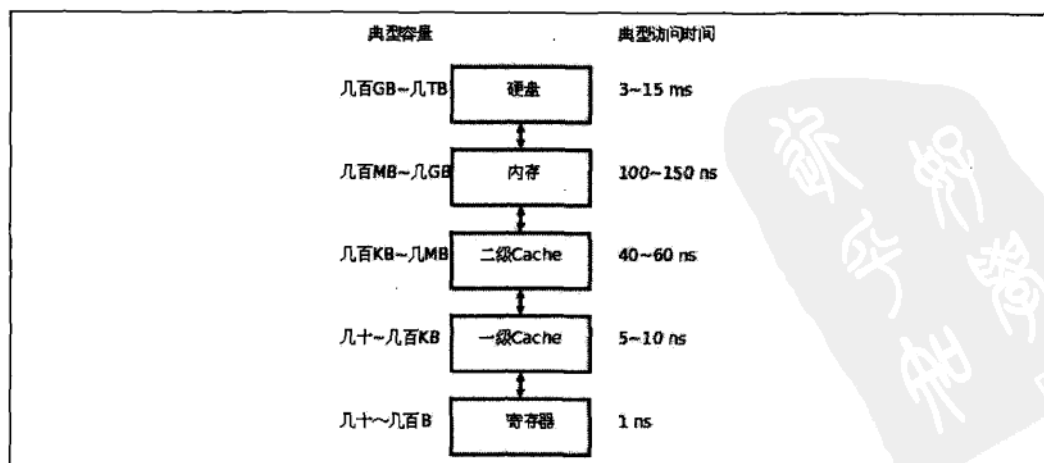 典型容量 典型访问时间
几百GB~几TB 硬盘 3~15 ms
几百MB~几GB 内存 100~150 ns
几百KB~几MB 二级Cache 40~60 ns
几十~几百KB 一级Cache 5~10 ns
几十~几百B 寄存器 1 ns